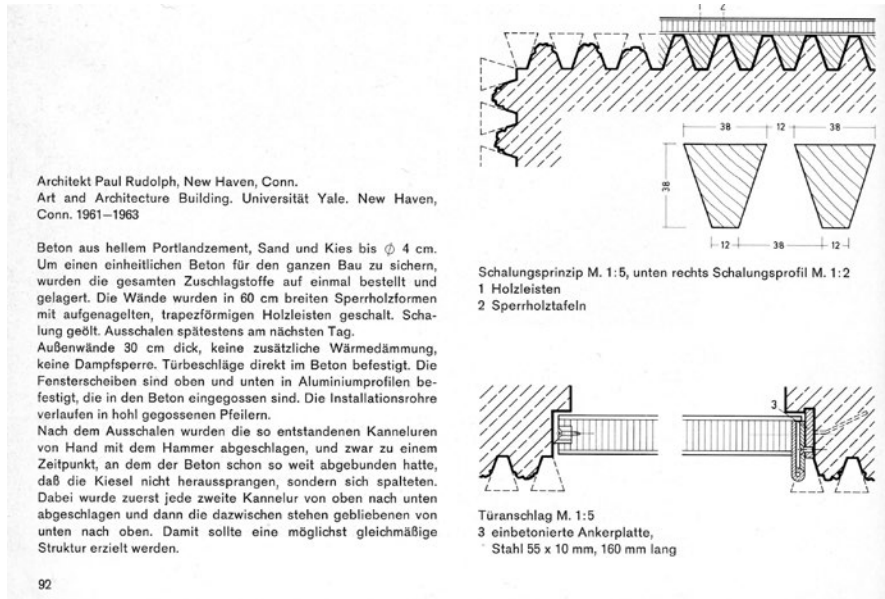 Architekt Paul Rudolph, New Haven, Conn.
Art and Architecture Building. Universität Yale. New Haven,
Conn. 1961—1963
Beton aus hellem Portlandzement, Sand und Kies bis ∅ 4 cm.
Um einen einheitlichen Beton für den ganzen Bau zu sichern,
wurden die gesamten Zuschlagstoffe auf einmal bestellt und
gelagert. Die Wände wurden in 60 cm breiten Sperrholzformen
mit aufgenagelten, trapezförmigen Holzleisten geschalt. Scha-
lung geölt. Ausschalen spätestens am nächsten Tag.
Außenwände 30 cm dick, keine zusätzliche Wärmedämmung,
keine Dampfsperre. Türbeschläge direkt im Beton befestigt. Die
Fensterscheiben sind oben und unten in Aluminiumprofilen be-
festigt, die in den Beton eingegossen sind. Die Installationsrohre
verlaufen in hohl gegossenen Pfeilern.
Nach dem Ausschalen wurden die so entstandenen Kanneluren
von Hand mit dem Hammer abgeschlagen, und zwar zu einem
Zeitpunkt, an dem der Beton schon so weit abgebunden hatte,
daß die Kiesel nicht heraussprangen, sondern sich spalteten.
Dabei wurde zuerst jede zweite Kannelur von oben nach unten
abgeschlagen und dann die dazwischen stehen gebliebenen von
unten nach oben. Damit sollte eine möglichst gleichmäßige
Struktur erzielt werden.
92
1 2
38 12 38
38
12 38 12
Schalungsprinzip M. 1:5, unten rechts Schalungsprofil M. 1:2
1 Holzleisten
2 Sperrholztafeln
3
Türanschlag M. 1:5
3 einbetonierte Ankerplatte,
Stahl 55 x 10 mm, 160 mm lang